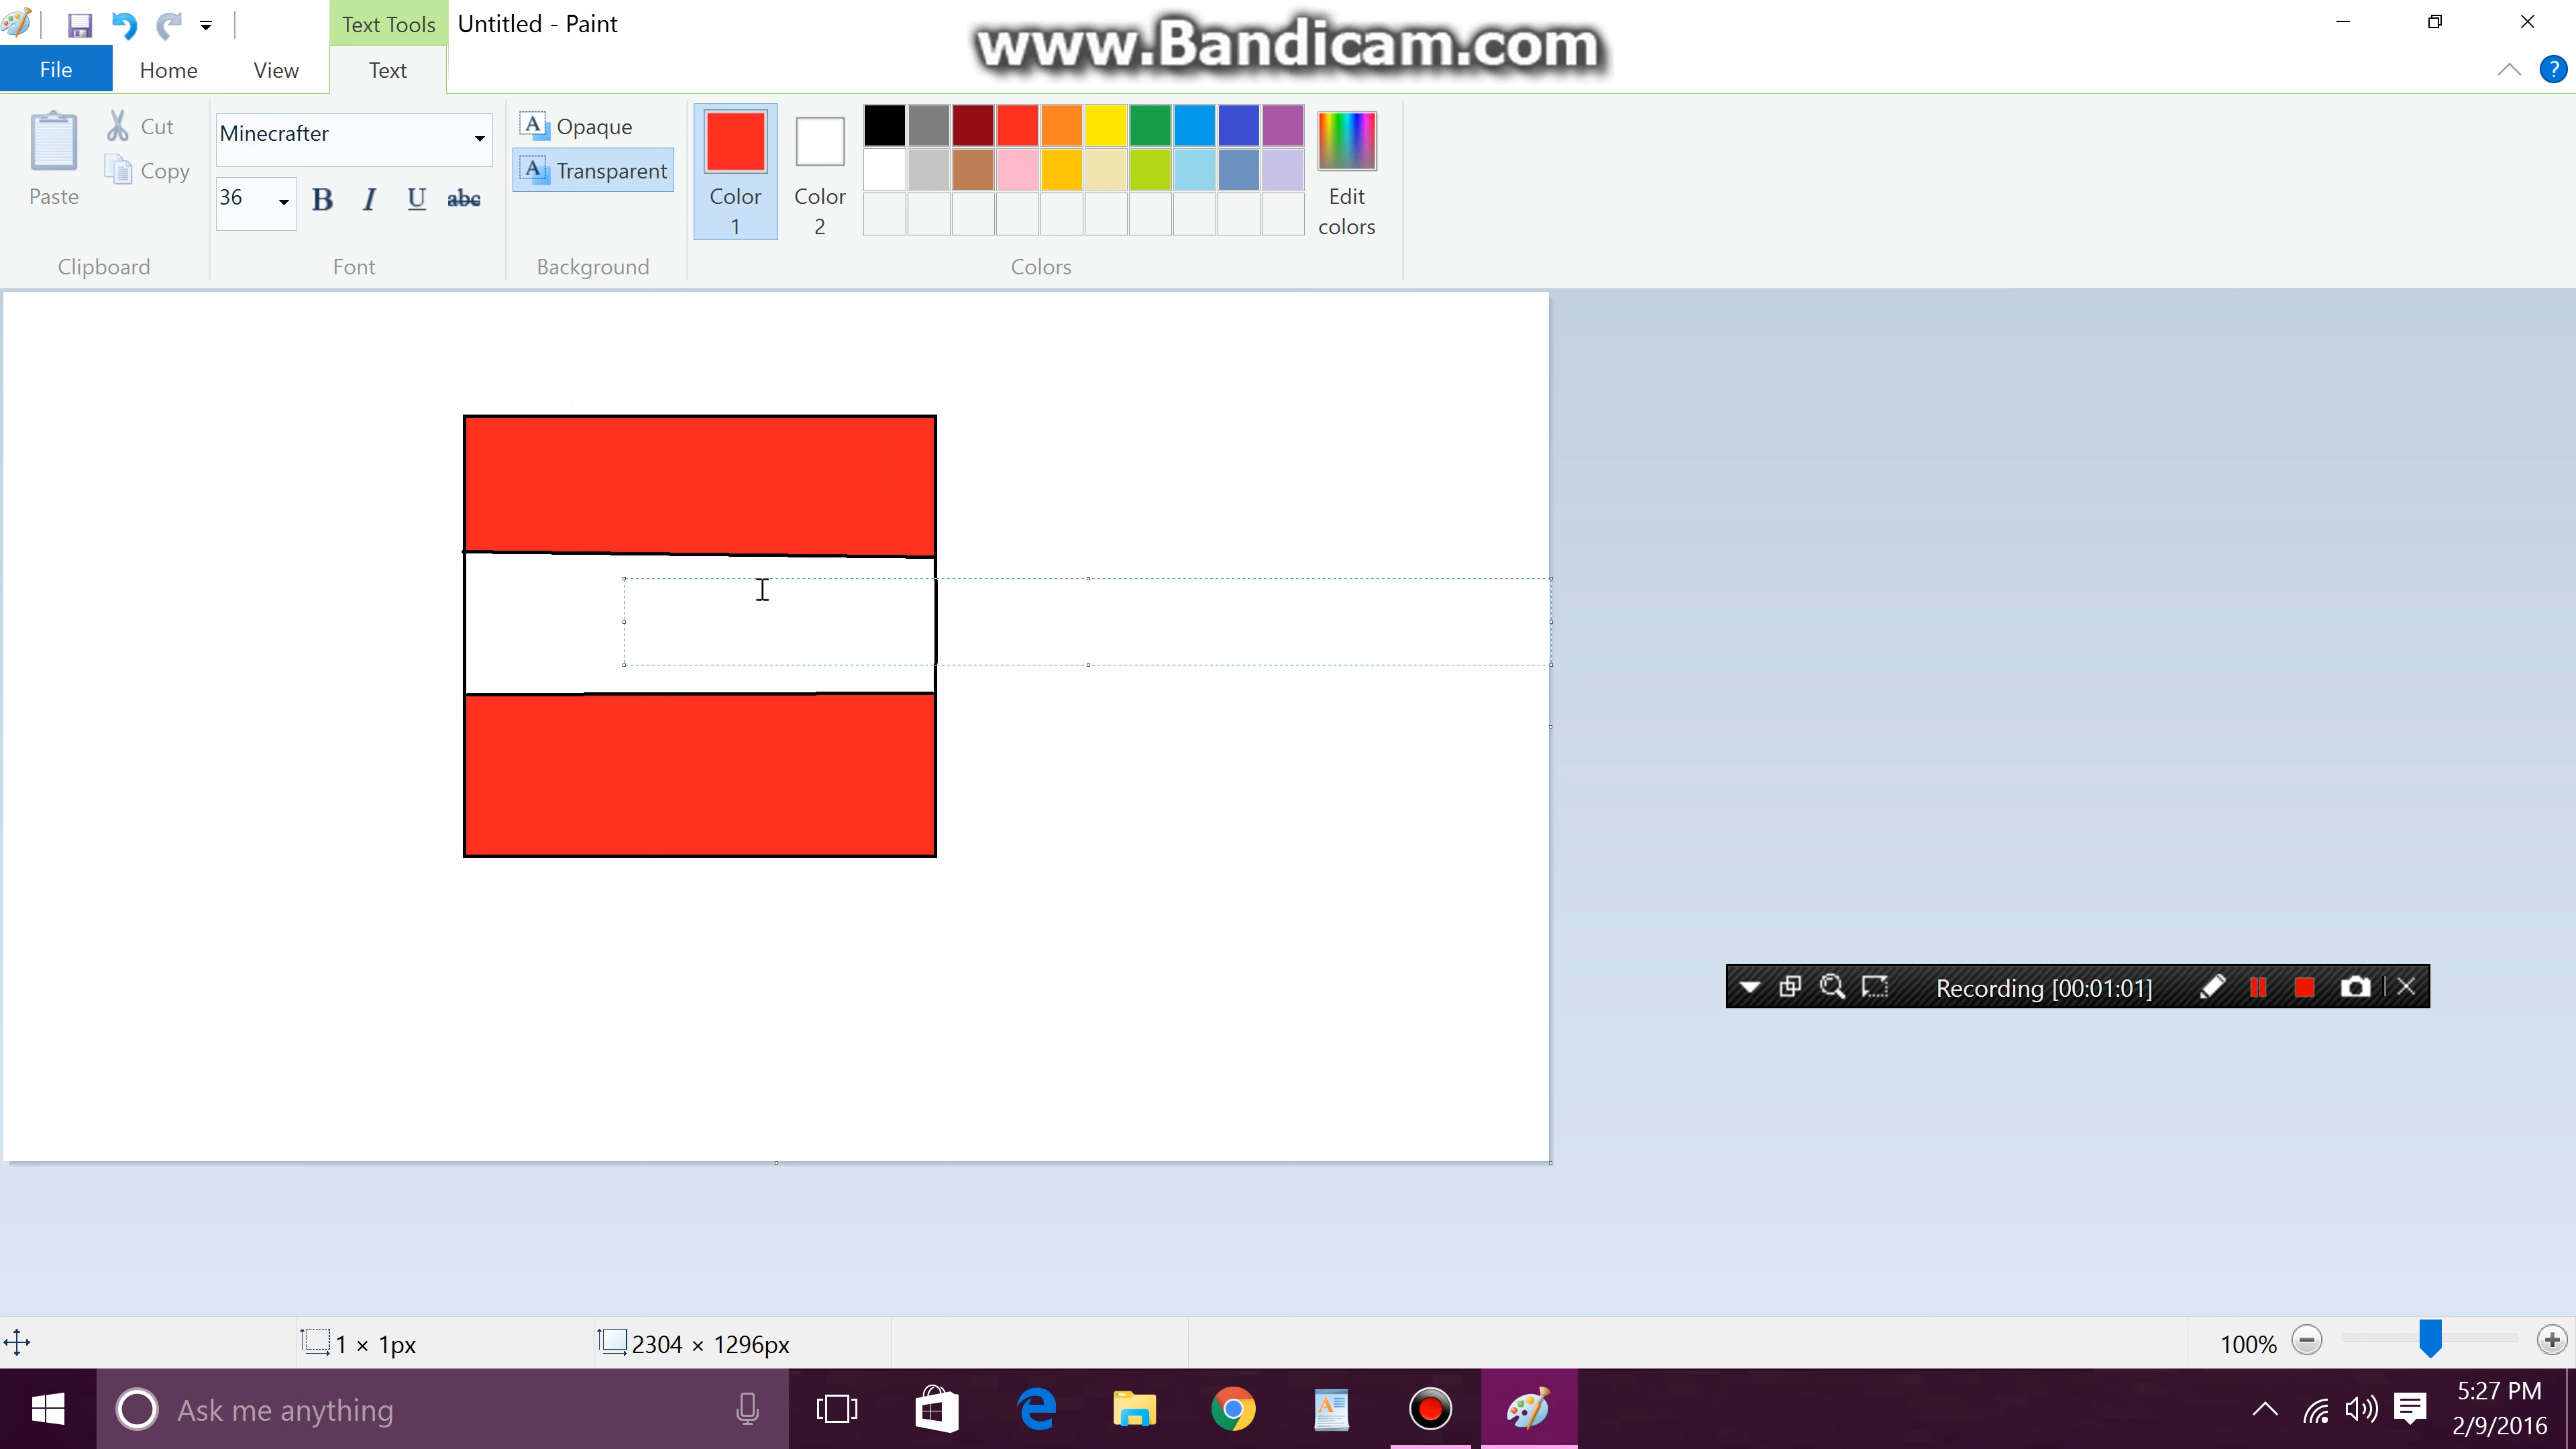 Text Tools
Untitled - Paint
www.Bandicam.com
File
Home
View
Text
?
Paste
Cut
Copy
Clipboard
Minecrafter
36
B
I
U
abc
Font
A Opaque
A Transparent
Background
Color
1
Color
2
Edit
colors
Colors
Recording [00:01:01]
1 × 1px
2304 × 1296px
100%
Ask me anything
5:27 PM
2/9/2016